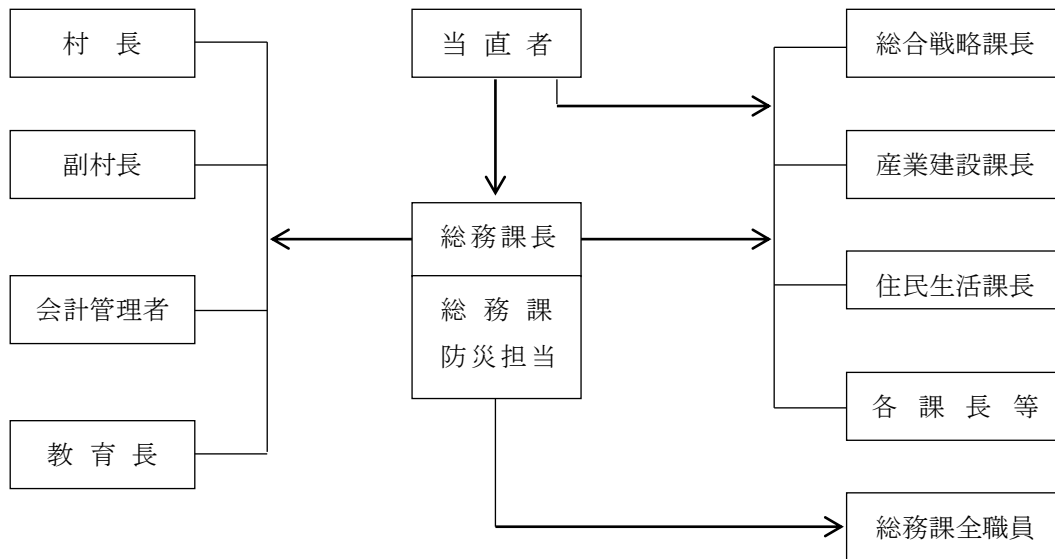 村 長
副村長
会計管理者
教 育 長
当 直 者
総務課長
総 務 課
防災担当
総合戦略課長
産業建設課長
住民生活課長
各 課 長 等
総務課全職員